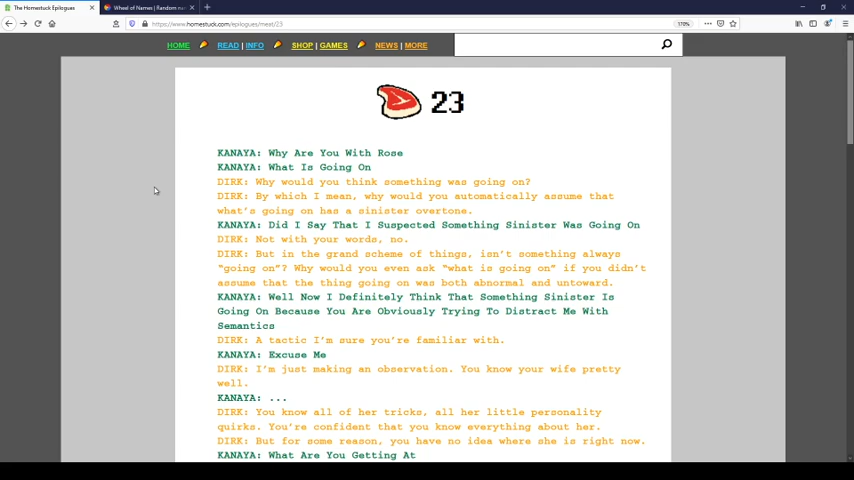 The Homestuck Epilogues
Wheel of Names | Random na
https://www.homestuck.com/epilogues/meat/23
170%
HOME READ | INFO SHOP | GAMES NEWS | MORE
23
KANAYA: Why Are You With Rose
KANAYA: What Is Going On
DIRK: Why would you think something was going on?
DIRK: By which I mean, why would you automatically assume that
what's going on has a sinister overtone.
KANAYA: Did I Say That I Suspected Something Sinister Was Going On
DIRK: Not with your words, no.
DIRK: But in the grand scheme of things, isn't something always
“going on”? Why would you even ask “what is going on” if you didn't
assume that the thing going on was both abnormal and untoward.
KANAYA: Well Now I Definitely Think That Something Sinister Is
Going On Because You Are Obviously Trying To Distract Me With
Semantics
DIRK: A tactic I'm sure you're familiar with.
KANAYA: Excuse Me
DIRK: I'm just making an observation. You know your wife pretty
well.
KANAYA: ...
DIRK: You know all of her tricks, all her little personality
quirks. You're confident that you know everything about her.
DIRK: But for some reason, you have no idea where she is right now.
KANAYA: What Are You Getting At